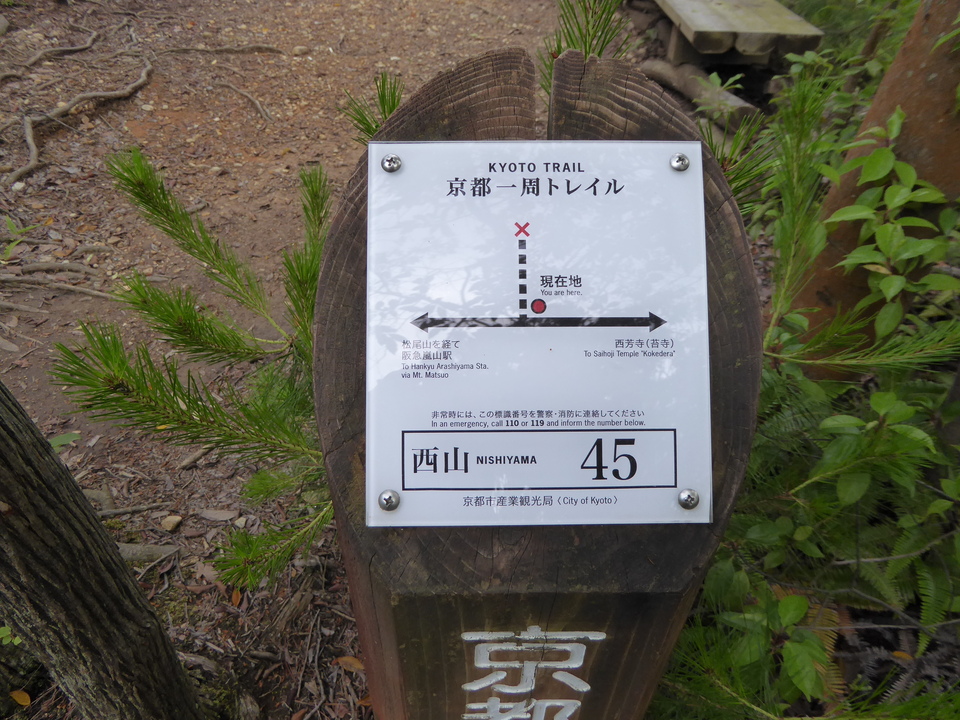 KYOTO TRAIL
京都一周トレイル
現在地
You are here.
松尾山を経て
阪急嵐山駅
To Hankyu Arashiyama Sta.
via Mt. Matsuo
西芳寺(苔寺)
To Saihoji Temple "Kokedera"
非常時には、この標識番号を警察・消防に連絡してください
In an emergency, call 110 or 119 and inform the number below.
西山 NISHIYAMA 45
京都市産業観光局〈City of Kyoto〉
京
都